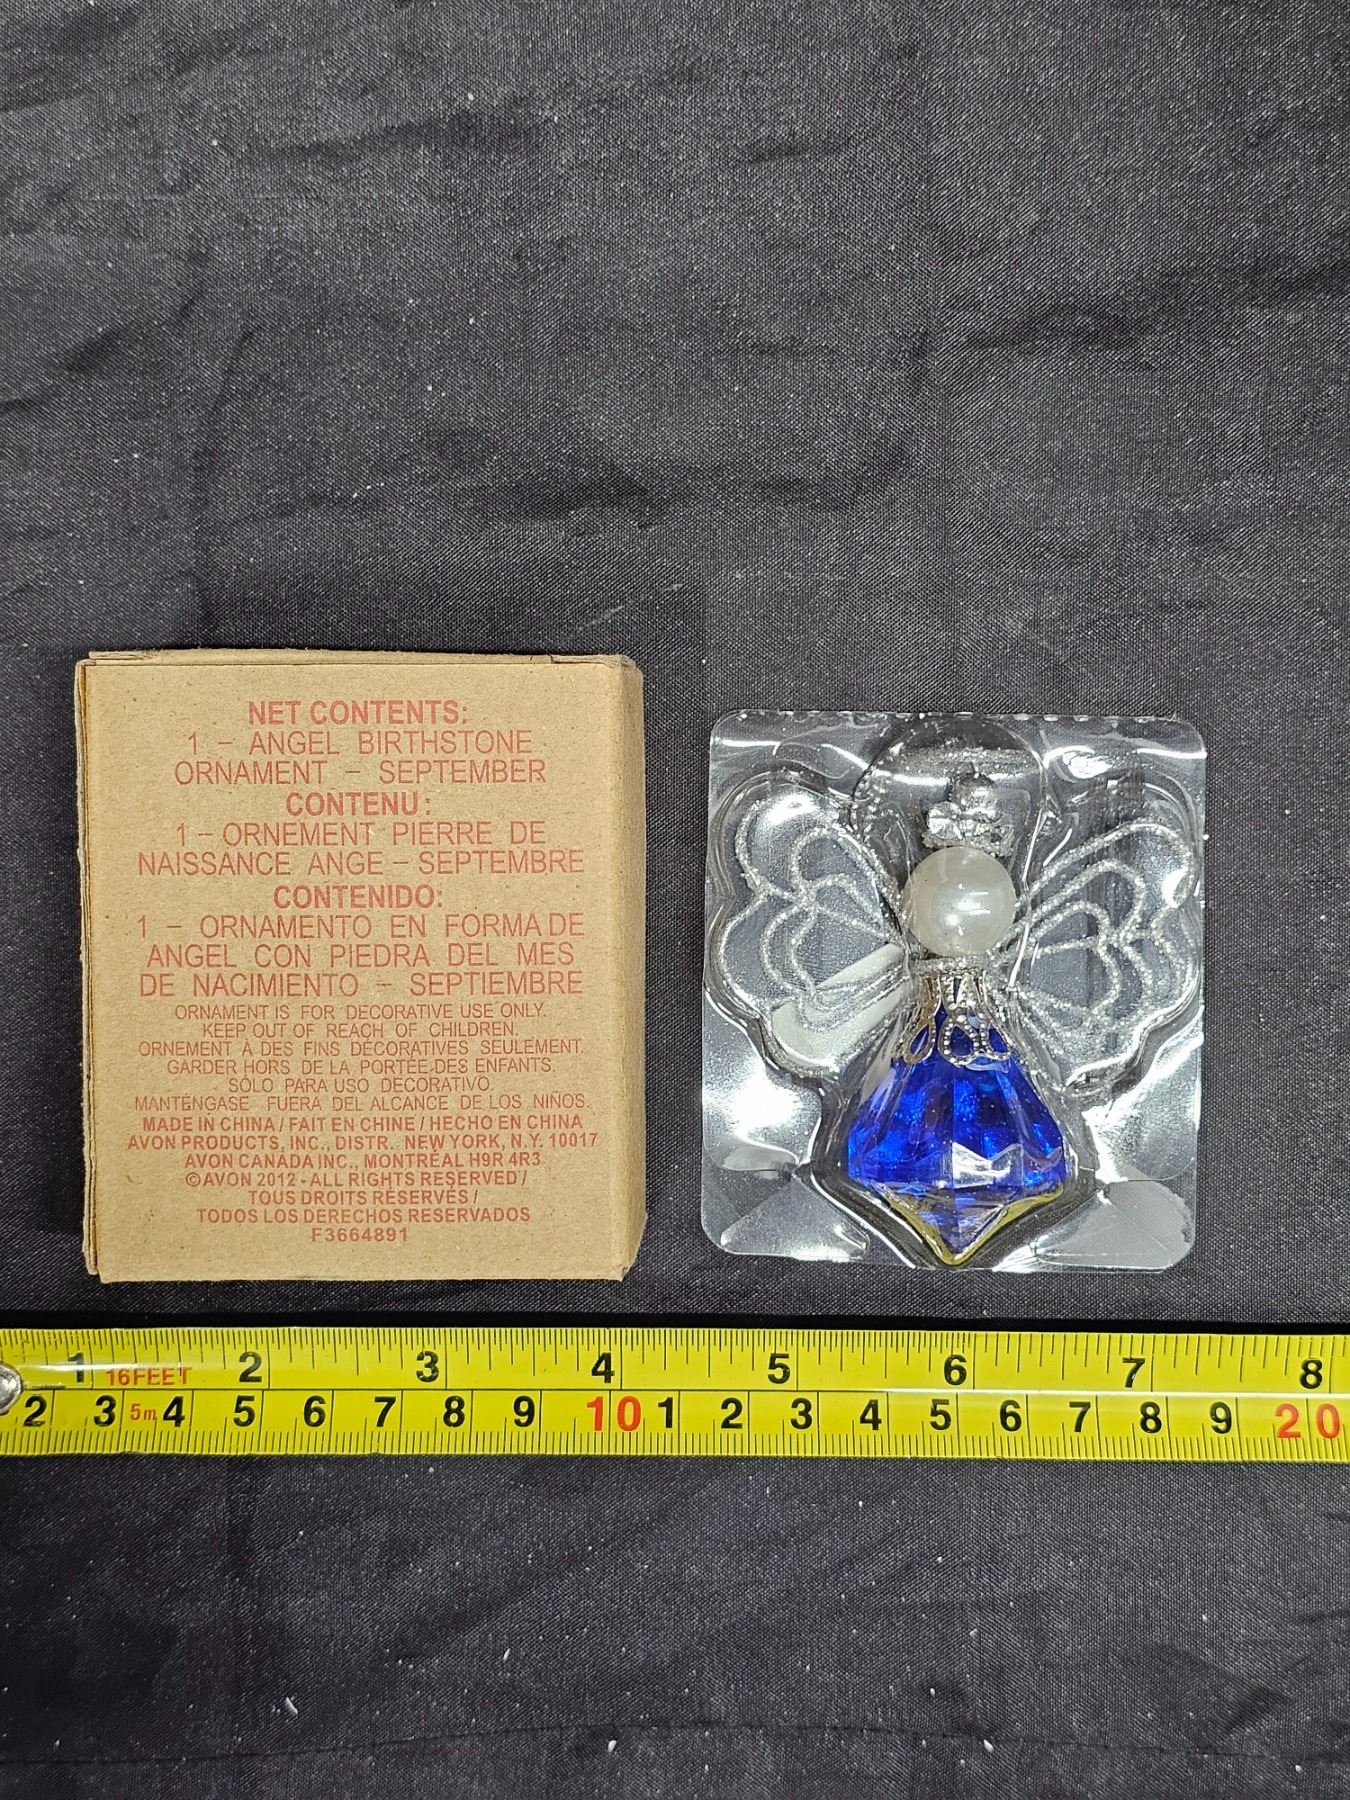 NET CONTENTS:
1 – ANGEL BIRTHSTONE
ORNAMENT – SEPTEMBER
CONTENU:
1 – ORNEMENT PIERRE DE
NAISSANCE ANGE – SEPTEMBRE
CONTENIDO:
1 – ORNAMENTO EN FORMA DE
ANGEL CON PIEDRA DEL MES
DE NACIMIENTO – SEPTIEMBRE
ORNAMENT IS FOR DECORATIVE USE ONLY.
KEEP OUT OF REACH OF CHILDREN.
ORNEMENT À DES FINS DÉCORATIVES SEULEMENT.
GARDER HORS DE LA PORTÉE DES ENFANTS.
SÓLO PARA USO DECORATIVO.
MANTÉNGASE FUERA DEL ALCANCE DE LOS NIÑOS.
MADE IN CHINA / FAIT EN CHINE / HECHO EN CHINA
AVON PRODUCTS, INC., DISTR. NEW YORK, N.Y. 10017
AVON CANADA INC., MONTRÉAL H9R 4R3
©AVON 2012 - ALL RIGHTS RESERVED /
TOUS DROITS RÉSERVÉS /
TODOS LOS DERECHOS RESERVADOS
F3664891
1 16FEET 2 3 4 5 6 7 8
2 3 5m 4 5 6 7 8 9 10 1 2 3 4 5 6 7 8 9 20